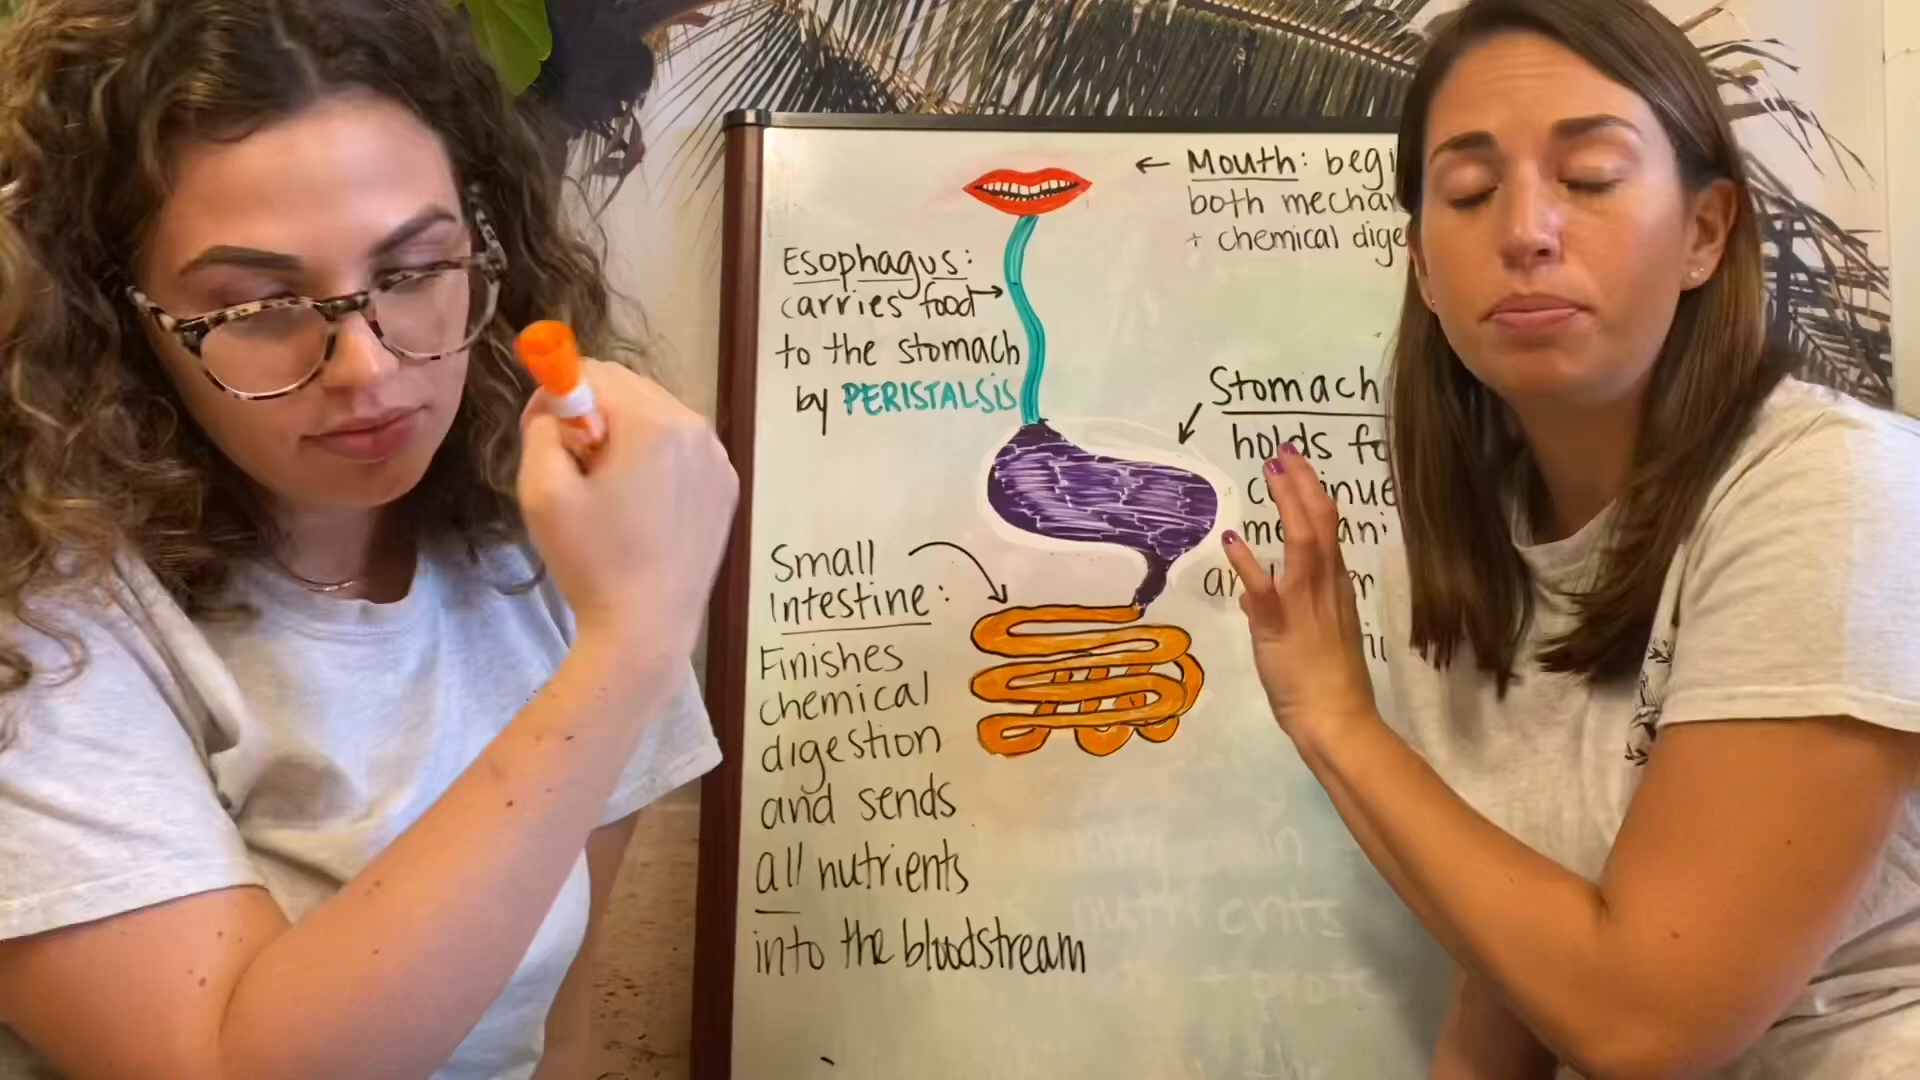 ← Mouth: begi
both mechan
+ chemical dige
Esophagus:
carries food →
to the stomach
by PERISTALSIS
Stomach
holds fo
Small
Intestine:
Finishes
chemical
digestion
and sends
all nutrients
into the bloodstream
nutrients